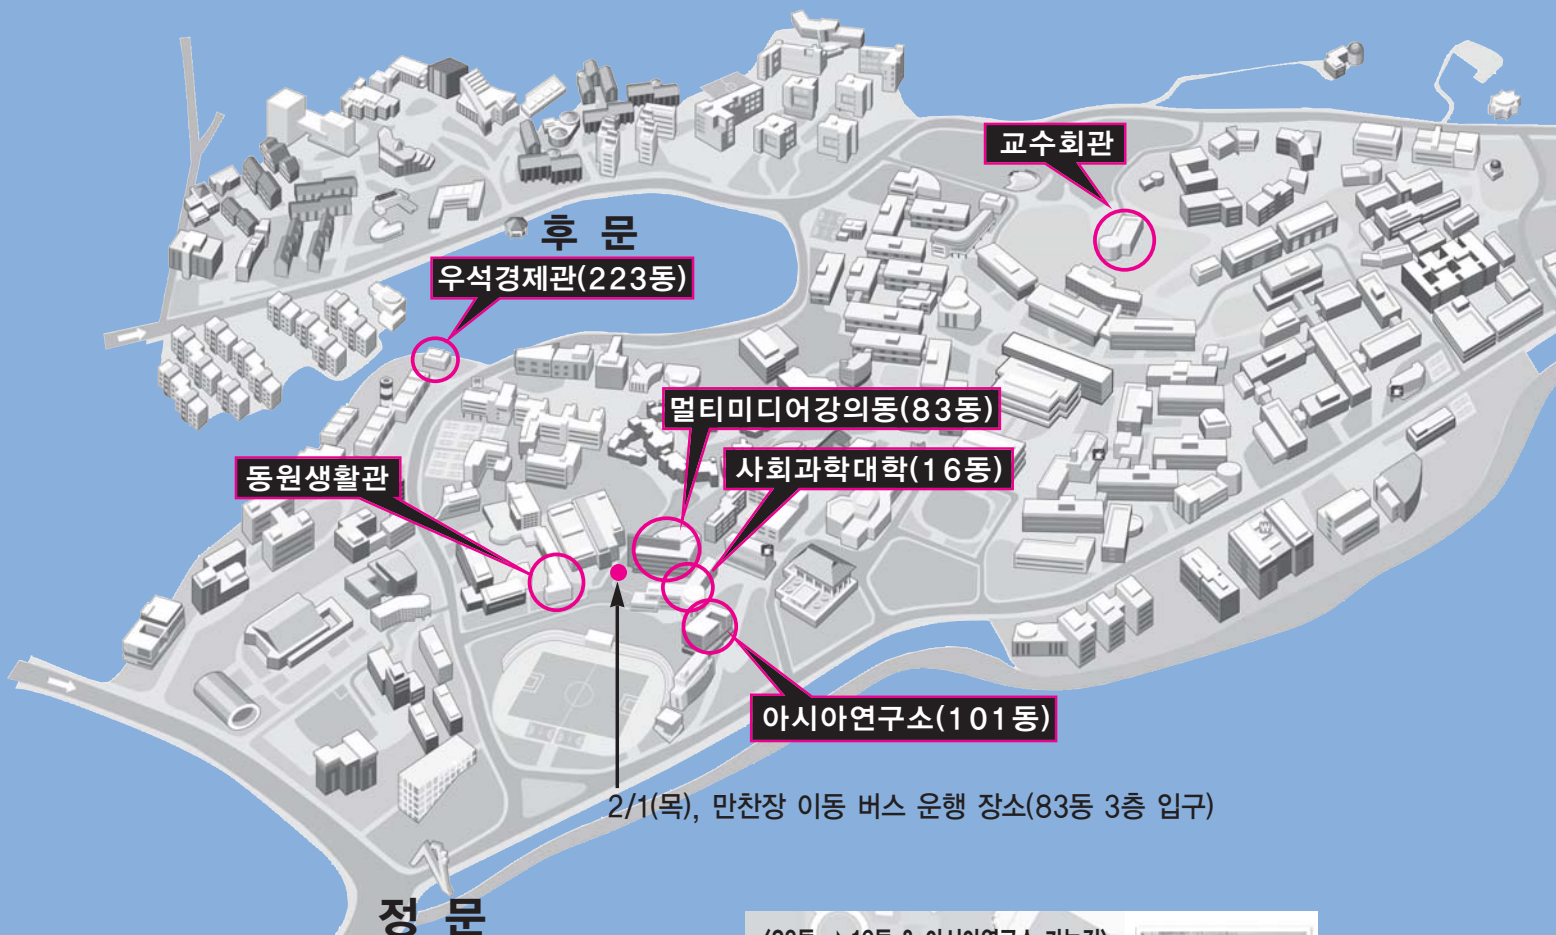 교수회관
후 문
우석경제관(223동)
멀티미디어강의동(83동)
사회과학대학(16동)
동원생활관
아시아연구소(101동)
2/1(목), 만찬장 이동 버스 운행 장소(83동 3층 입구)
정 문